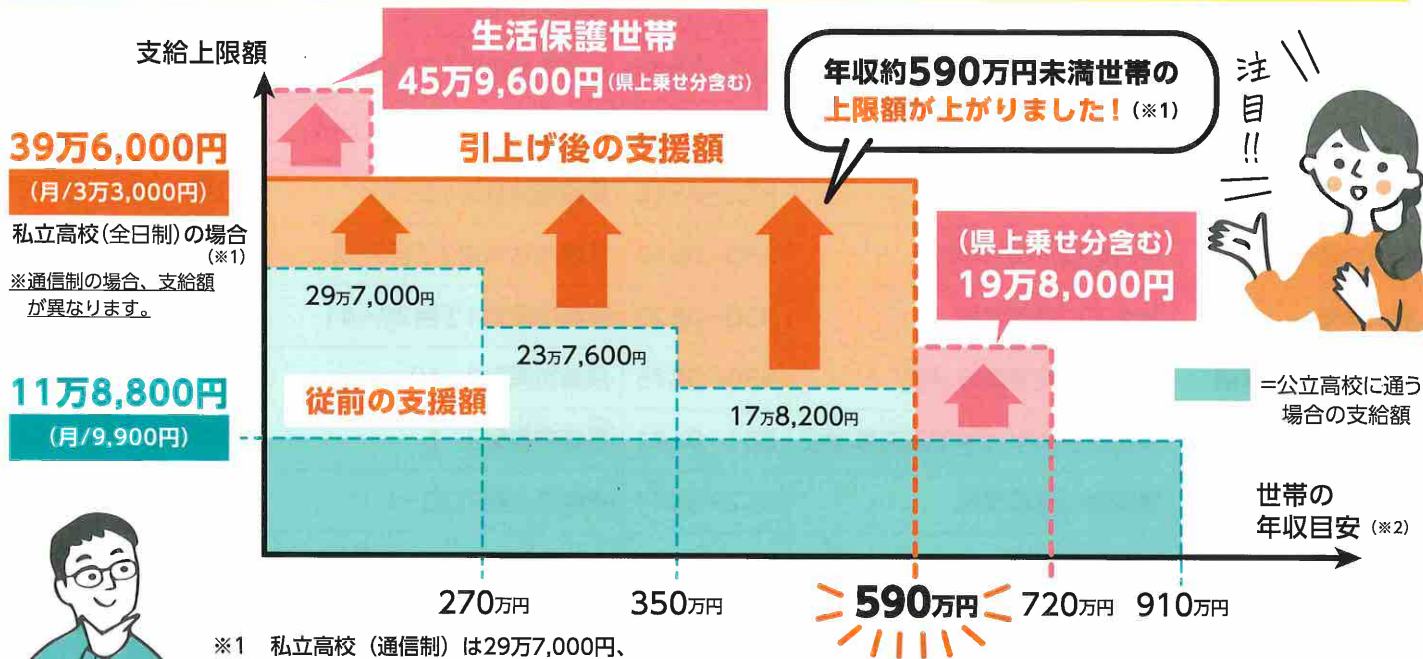 支給上限額
生活保護世帯
45万9,600円(県上乗せ分含む)
年収約590万円未満世帯の
上限額が上がりました!(※1)
注目!!
39万6,000円
(月/3万3,000円)
私立高校(全日制)の場合
(※1)
※通信制の場合、支給額
が異なります。
引上げ後の支援額
(県上乗せ分含む)
19万8,000円
29万7,000円
23万7,600円
17万8,200円
従前の支援額
11万8,800円
(月/9,900円)
=公立高校に通う
場合の支給額
世帯の
年収目安(※2)
270万円
350万円
590万円
720万円
910万円
※1 私立高校(通信制)は29万7,000円、